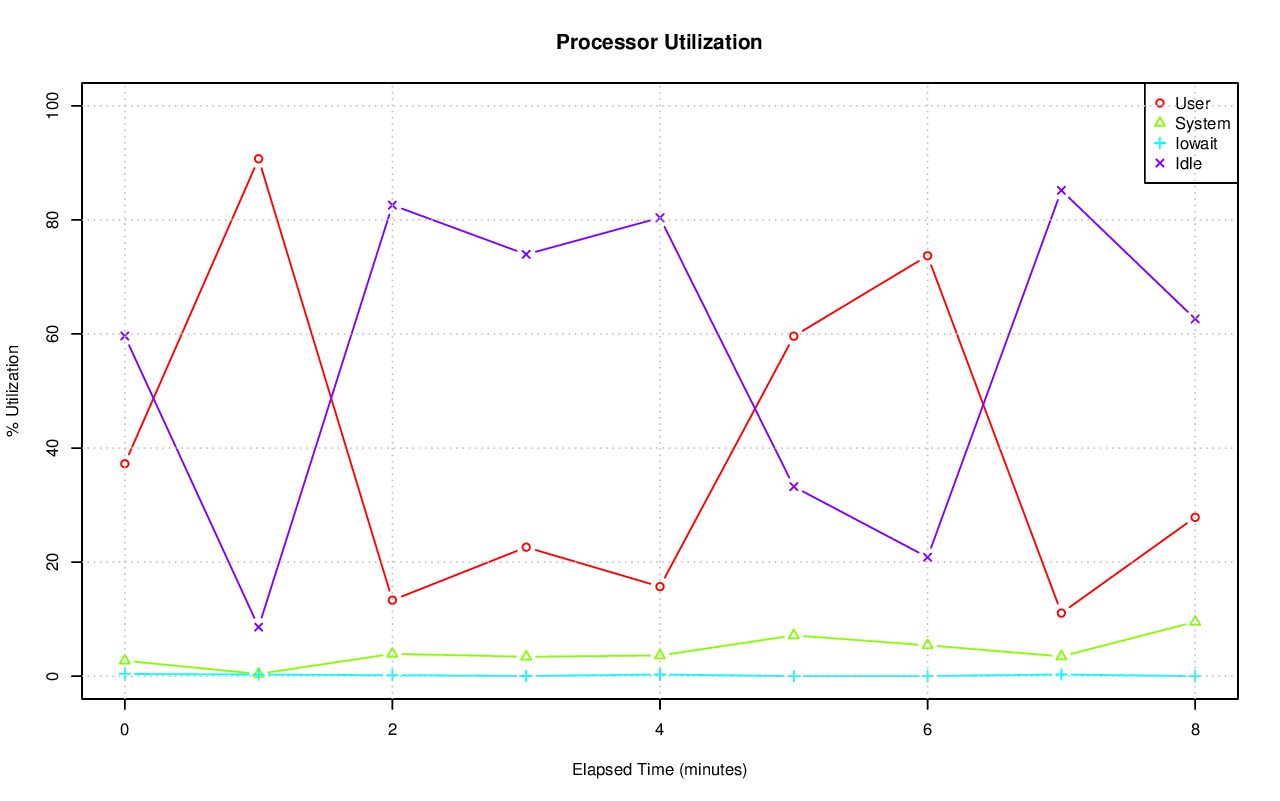 Processor Utilization
% Utilization
100
80
60
40
20
0
User
System
Iowait
Idle
0 2 4 6 8
Elapsed Time (minutes)